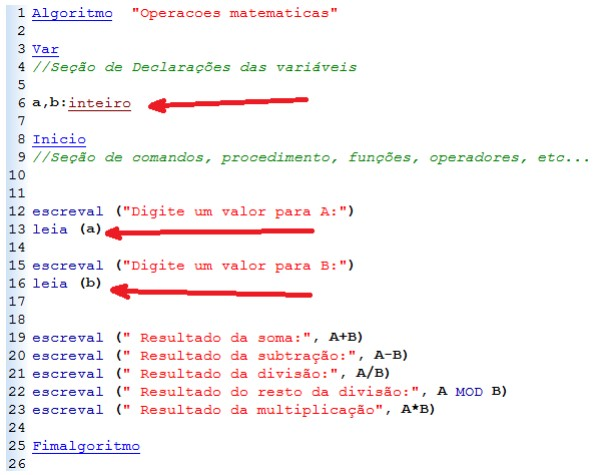 1 Algoritmo "Operacoes matematicas"
2
3 Var
4 //Seção de Declarações das variáveis
5
6 a,b:inteiro
7
8 Inicio
9 //Seção de comandos, procedimento, funções, operadores, etc...
10
11
12 escreval ("Digite um valor para A:")
13 leia (a)
14
15 escreval ("Digite um valor para B:")
16 leia (b)
17
18
19 escreval (" Resultado da soma:", A+B)
20 escreval (" Resultado da subtração:", A-B)
21 escreval (" Resultado da divisão:", A/B)
22 escreval (" Resultado do resto da divisão:", A MOD B)
23 escreval (" Resultado da multiplicação", A*B)
24
25 Fimalgoritmo
26